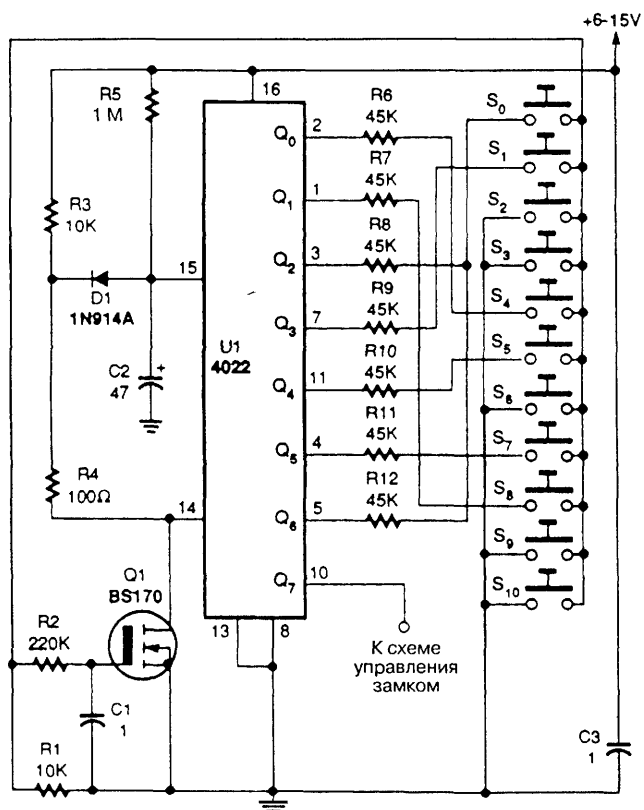 +6-15V
R5
1 M
16
R6
45K
Q0
2
S0
R7
45K
Q1
1
S1
R3
10K
R8
45K
Q2
3
S2
D1
1N914A
15
S3
R9
45K
Q3
7
S4
U1
4022
C2
47
+
R10
45K
Q4
11
S5
R11
45K
Q5
4
S6
R4
100Ω
14
R12
45K
Q6
5
S7
Q7
10
S8
Q1
BS170
S9
R2
220K
13
8
S10
К схеме
управления
замком
C1
1
R1
10K
C3
1